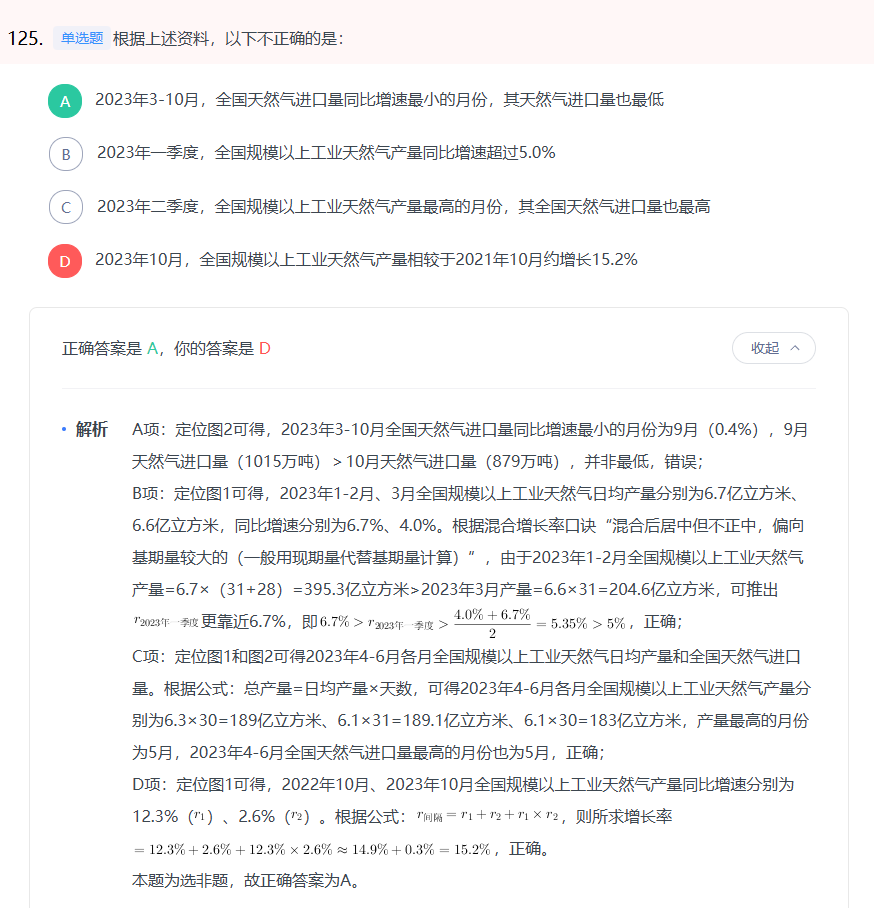 125. 单选题 根据上述资料，以下不正确的是：
A 2023年3-10月，全国天然气进口量同比增速最小的月份，其天然气进口量也最低
B 2023年一季度，全国规模以上工业天然气产量同比增速超过5.0%
C 2023年二季度，全国规模以上工业天然气产量最高的月份，其全国天然气进口量也最高
D 2023年10月，全国规模以上工业天然气产量相较于2021年10月约增长15.2%
正确答案是 A，你的答案是 D 收起
• 解析 A项：定位图2可得，2023年3-10月全国天然气进口量同比增速最小的月份为9月（0.4%），9月
天然气进口量（1015万吨）＞10月天然气进口量（879万吨），并非最低，错误；
B项：定位图1可得，2023年1-2月、3月全国规模以上工业天然气日均产量分别为6.7亿立方米、
6.6亿立方米，同比增速分别为6.7%、4.0%。根据混合增长率口诀“混合后居中但不正中，偏向
基期量较大的（一般用现期量代替基期量计算）”，由于2023年1-2月全国规模以上工业天然气
产量=6.7×（31+28）=395.3亿立方米>2023年3月产量=6.6×31=204.6亿立方米，可推出
r2023年一季度更靠近6.7%，即6.7% > r2023年一季度 > (4.0% + 6.7%)/2 = 5.35% > 5%，正确；
C项：定位图1和图2可得2023年4-6月各月全国规模以上工业天然气日均产量和全国天然气进口
量。根据公式：总产量=日均产量×天数，可得2023年4-6月各月全国规模以上工业天然气产量分
别为6.3×30=189亿立方米、6.1×31=189.1亿立方米、6.1×30=183亿立方米，产量最高的月份
为5月，2023年4-6月全国天然气进口量最高的月份也为5月，正确；
D项：定位图1可得，2022年10月、2023年10月全国规模以上工业天然气产量同比增速分别为
12.3%（r1）、2.6%（r2）。根据公式：r间隔 = r1 + r2 + r1 × r2，则所求增长率
= 12.3% + 2.6% + 12.3% × 2.6% ≈ 14.9% + 0.3% = 15.2%，正确。
本题为选非题，故正确答案为A。